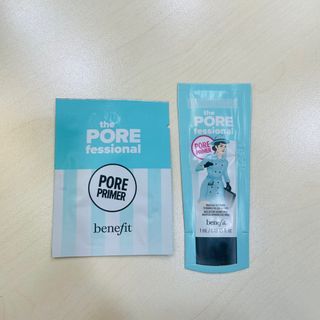 the
PORE
fessional
PORE
PRIMER
benefit
the
PORE
fessional
PORE
PRIMER
benefit